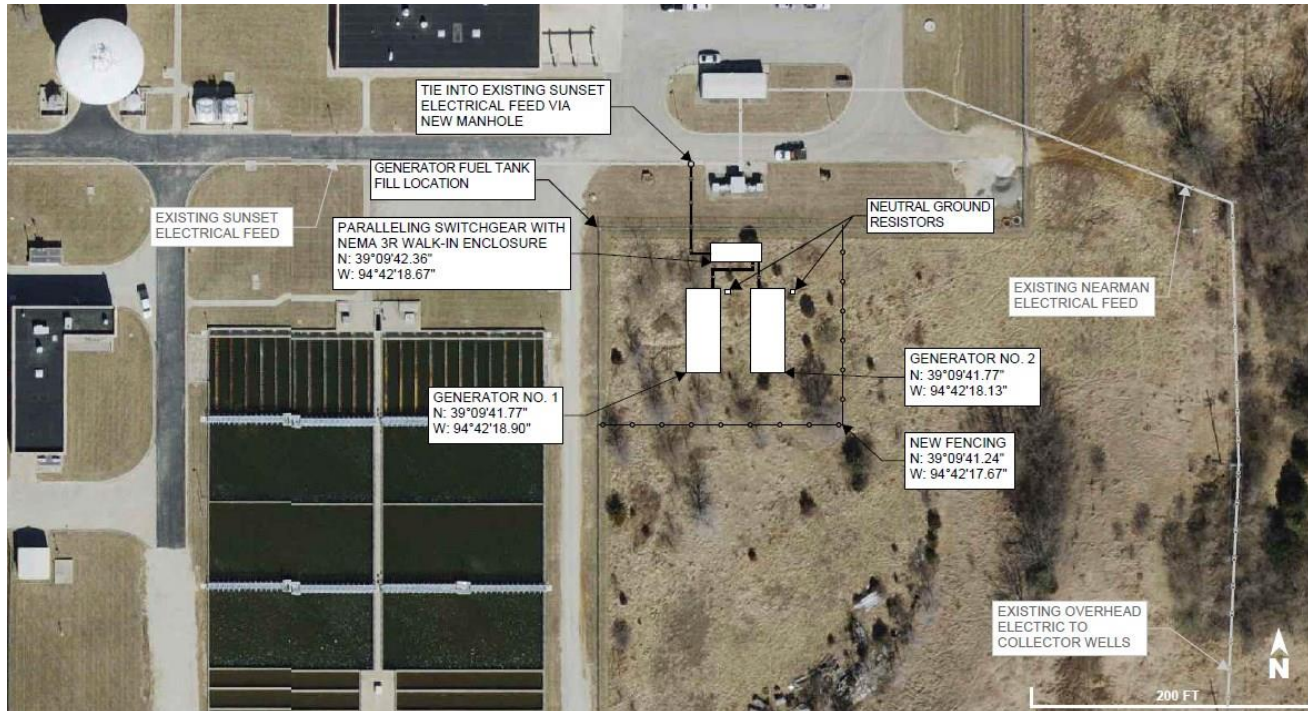 TIE INTO EXISTING SUNSET
ELECTRICAL FEED VIA
NEW MANHOLE
GENERATOR FUEL TANK
FILL LOCATION
EXISTING SUNSET
ELECTRICAL FEED
PARALLELING SWITCHGEAR WITH
NEMA 3R WALK-IN ENCLOSURE
N: 39°09'42.36"
W: 94°42'18.67"
NEUTRAL GROUND
RESISTORS
EXISTING NEARMAN
ELECTRICAL FEED
GENERATOR NO. 1
N: 39°09'41.77"
W: 94°42'18.90"
GENERATOR NO. 2
N: 39°09'41.77"
W: 94°42'18.13"
NEW FENCING
N: 39°09'41.24"
W: 94°42'17.67"
EXISTING OVERHEAD
ELECTRIC TO
COLLECTOR WELLS
N
200 FT